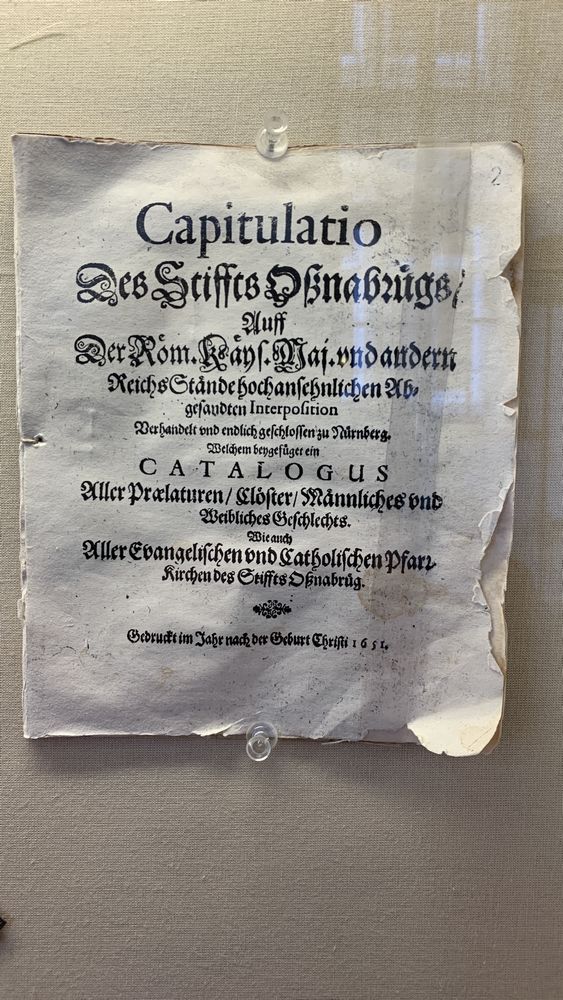 2
Capitulatio
Des Stiffts Oßnabrügs/
Auff
Der Röm. Käys. Maj. vnd andern
Reichs Stände hochansehnlichen Ab-
gesandten Interposition
Verhandelt vnd endlich geschlossen zu Nürnberg.
Welchem beygefüget ein
CATALOGUS
Aller Prælaturen/ Clöster/ Männliches vnd
Weibliches Geschlechts.
Wie auch
Aller Evangelischen vnd Catholischen Pfarr-
Kirchen des Stiffts Oßnabrüg.
Gedruckt im Jahr nach der Geburt Christi 1651.